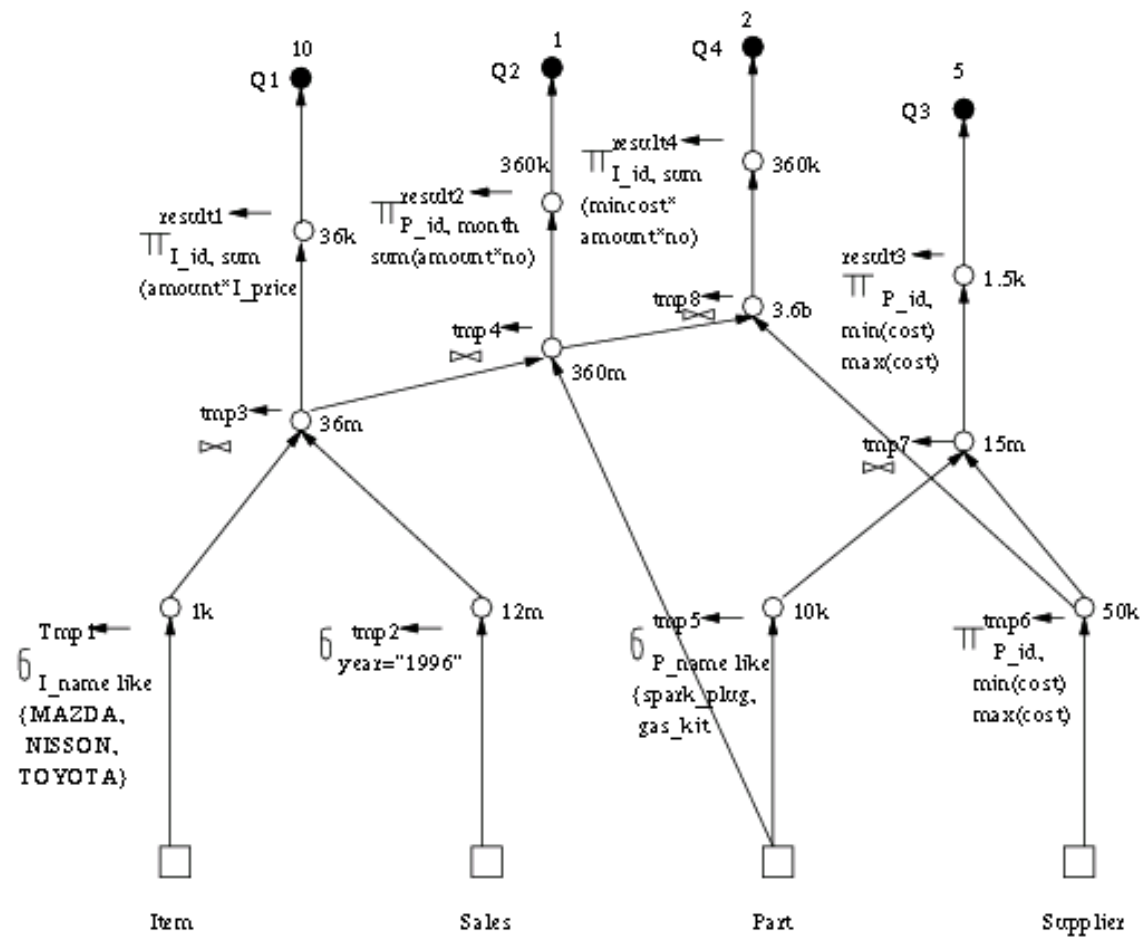 10
Q1
1
Q2
2
Q4
5
Q3
result1
π I_id, sum
(amount*I_price
36k
360k
result2
π P_id, month
sum(amount*no)
result4
π I_id, sum
(mincost*
amount*no)
360k
result3
π P_id,
min(cost)
max(cost)
1.5k
tmp3
⋈
36m
tmp4
⋈
360m
tmp8
⋈
3.6b
tmp7
⋈
15m
Tmp1
1k
σ I_name like
{MAZDA,
NISSON,
TOYOTA}
tmp2
12m
σ year="1996"
tmp5
10k
σ P_name like
{spark_plug,
gas_kit
tmp6
50k
π P_id,
min(cost)
max(cost)
Item
Sales
Part
Supplier